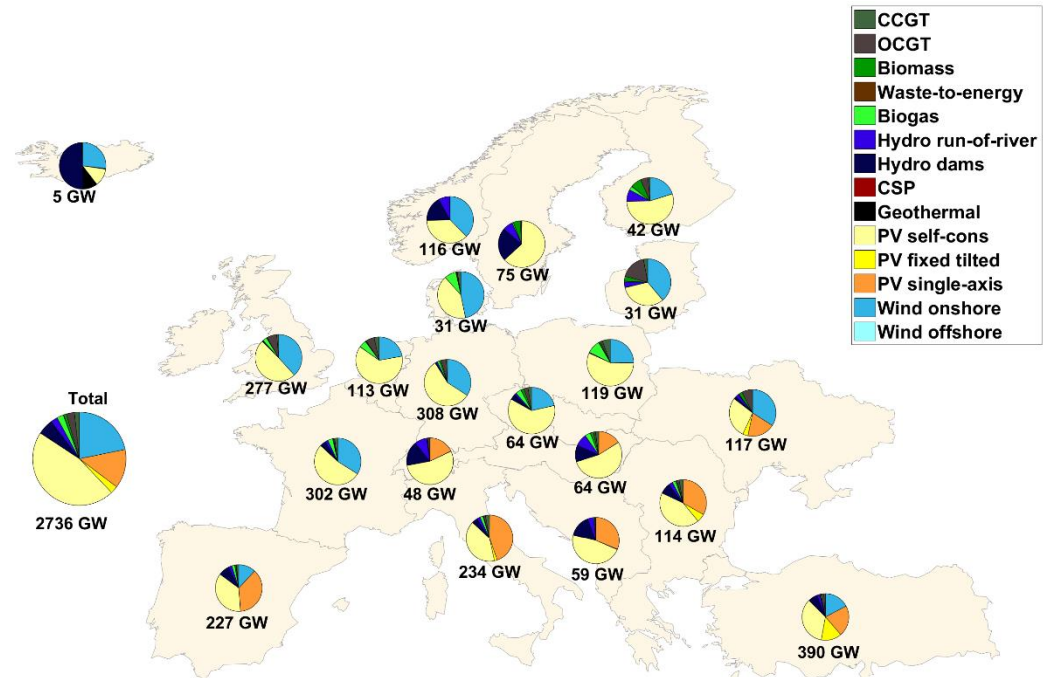 CCGT
OCGT
Biomass
Waste-to-energy
Biogas
Hydro run-of-river
Hydro dams
CSP
Geothermal
PV self-cons
PV fixed tilted
PV single-axis
Wind onshore
Wind offshore
5 GW
116 GW
75 GW
42 GW
31 GW
31 GW
277 GW
113 GW
308 GW
119 GW
64 GW
117 GW
Total
2736 GW
302 GW
48 GW
64 GW
114 GW
234 GW
59 GW
227 GW
390 GW